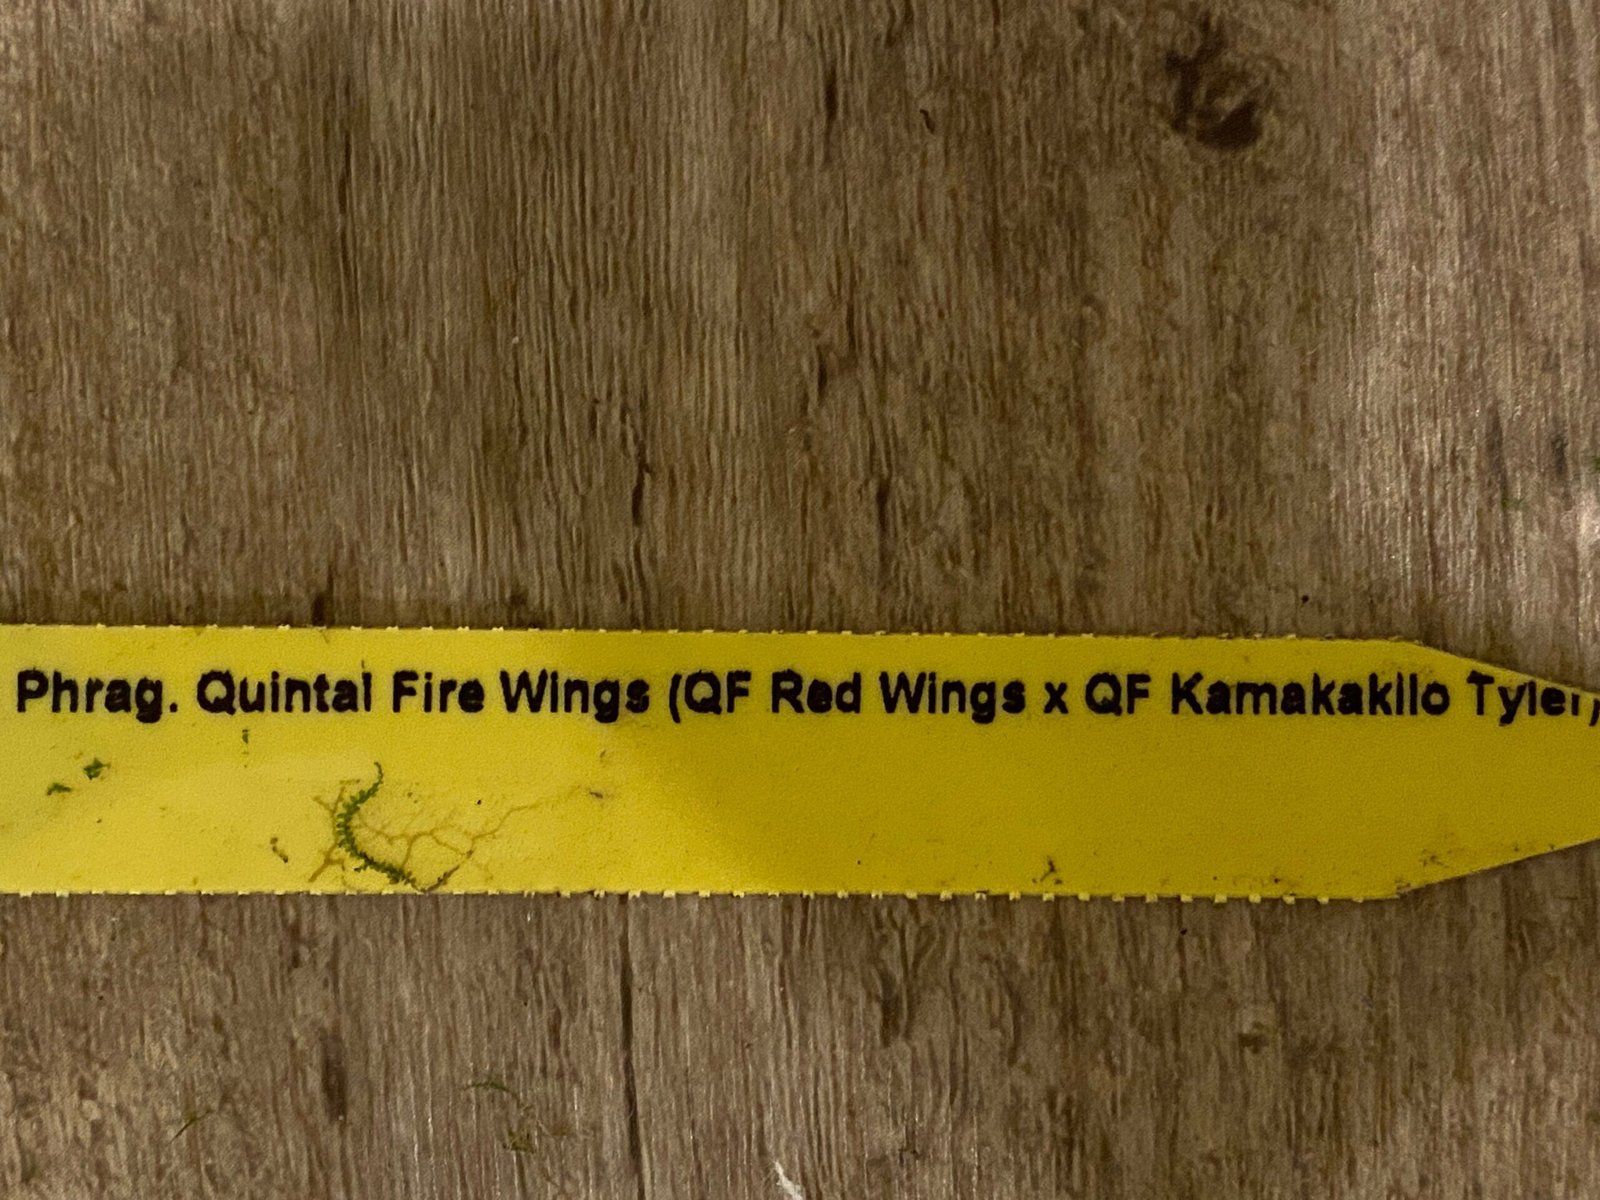 Phrag. Quintal Fire Wings (QF Red Wings x QF Kamakakilo Tyler)